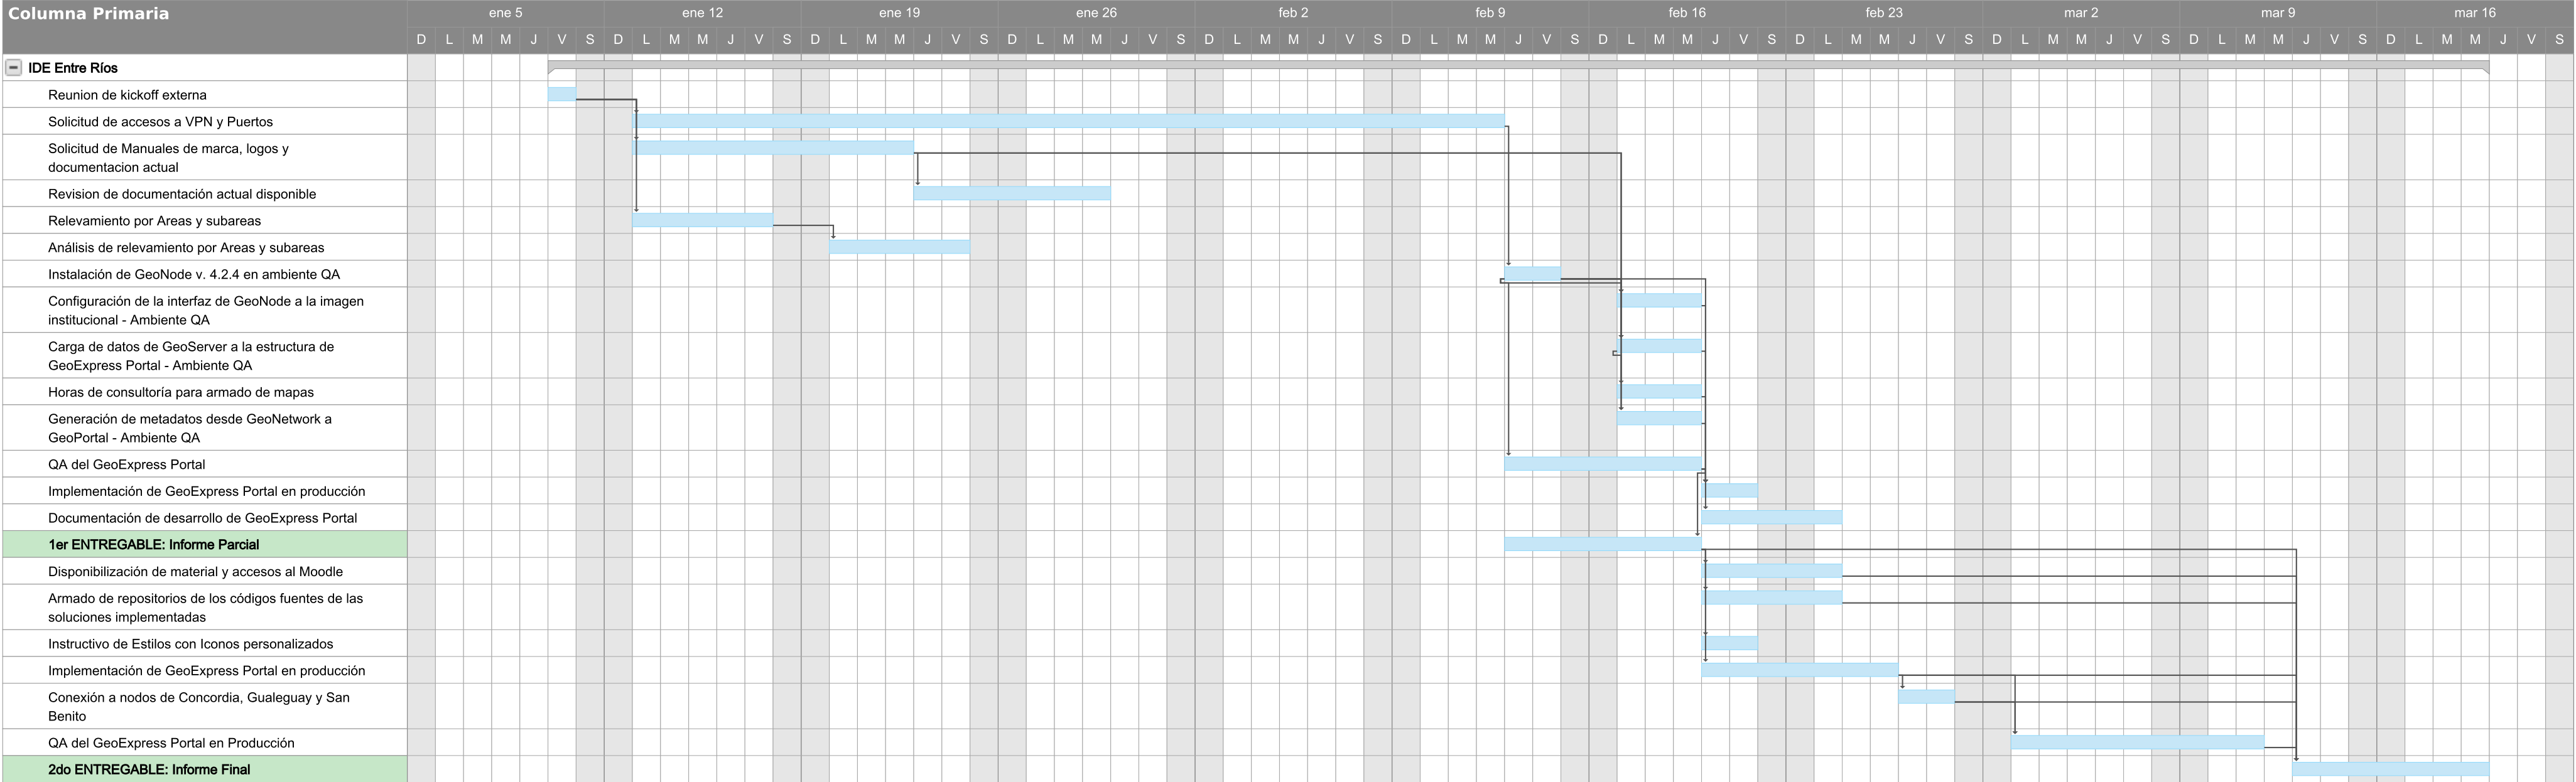 Columna Primaria
ene 5 ene 12 ene 19 ene 26 feb 2 feb 9 feb 16 feb 23 mar 2 mar 9 mar 16
D L M M J V S D L M M J V S D L M M J V S D L M M J V S D L M M J V S D L M M J V S D L M M J V S D L M M J V S D L M M J V S D L M M J V S D L M M J V S
IDE Entre Ríos
Reunion de kickoff externa
Solicitud de accesos a VPN y Puertos
Solicitud de Manuales de marca, logos y
documentacion actual
Revision de documentación actual disponible
Relevamiento por Areas y subareas
Análisis de relevamiento por Areas y subareas
Instalación de GeoNode v. 4.2.4 en ambiente QA
Configuración de la interfaz de GeoNode a la imagen
institucional - Ambiente QA
Carga de datos de GeoServer a la estructura de
GeoExpress Portal - Ambiente QA
Horas de consultoría para armado de mapas
Generación de metadatos desde GeoNetwork a
GeoPortal - Ambiente QA
QA del GeoExpress Portal
Implementación de GeoExpress Portal en producción
Documentación de desarrollo de GeoExpress Portal
1er ENTREGABLE: Informe Parcial
Disponibilización de material y accesos al Moodle
Armado de repositorios de los códigos fuentes de las
soluciones implementadas
Instructivo de Estilos con Iconos personalizados
Implementación de GeoExpress Portal en producción
Conexión a nodos de Concordia, Gualeguay y San
Benito
QA del GeoExpress Portal en Producción
2do ENTREGABLE: Informe Final